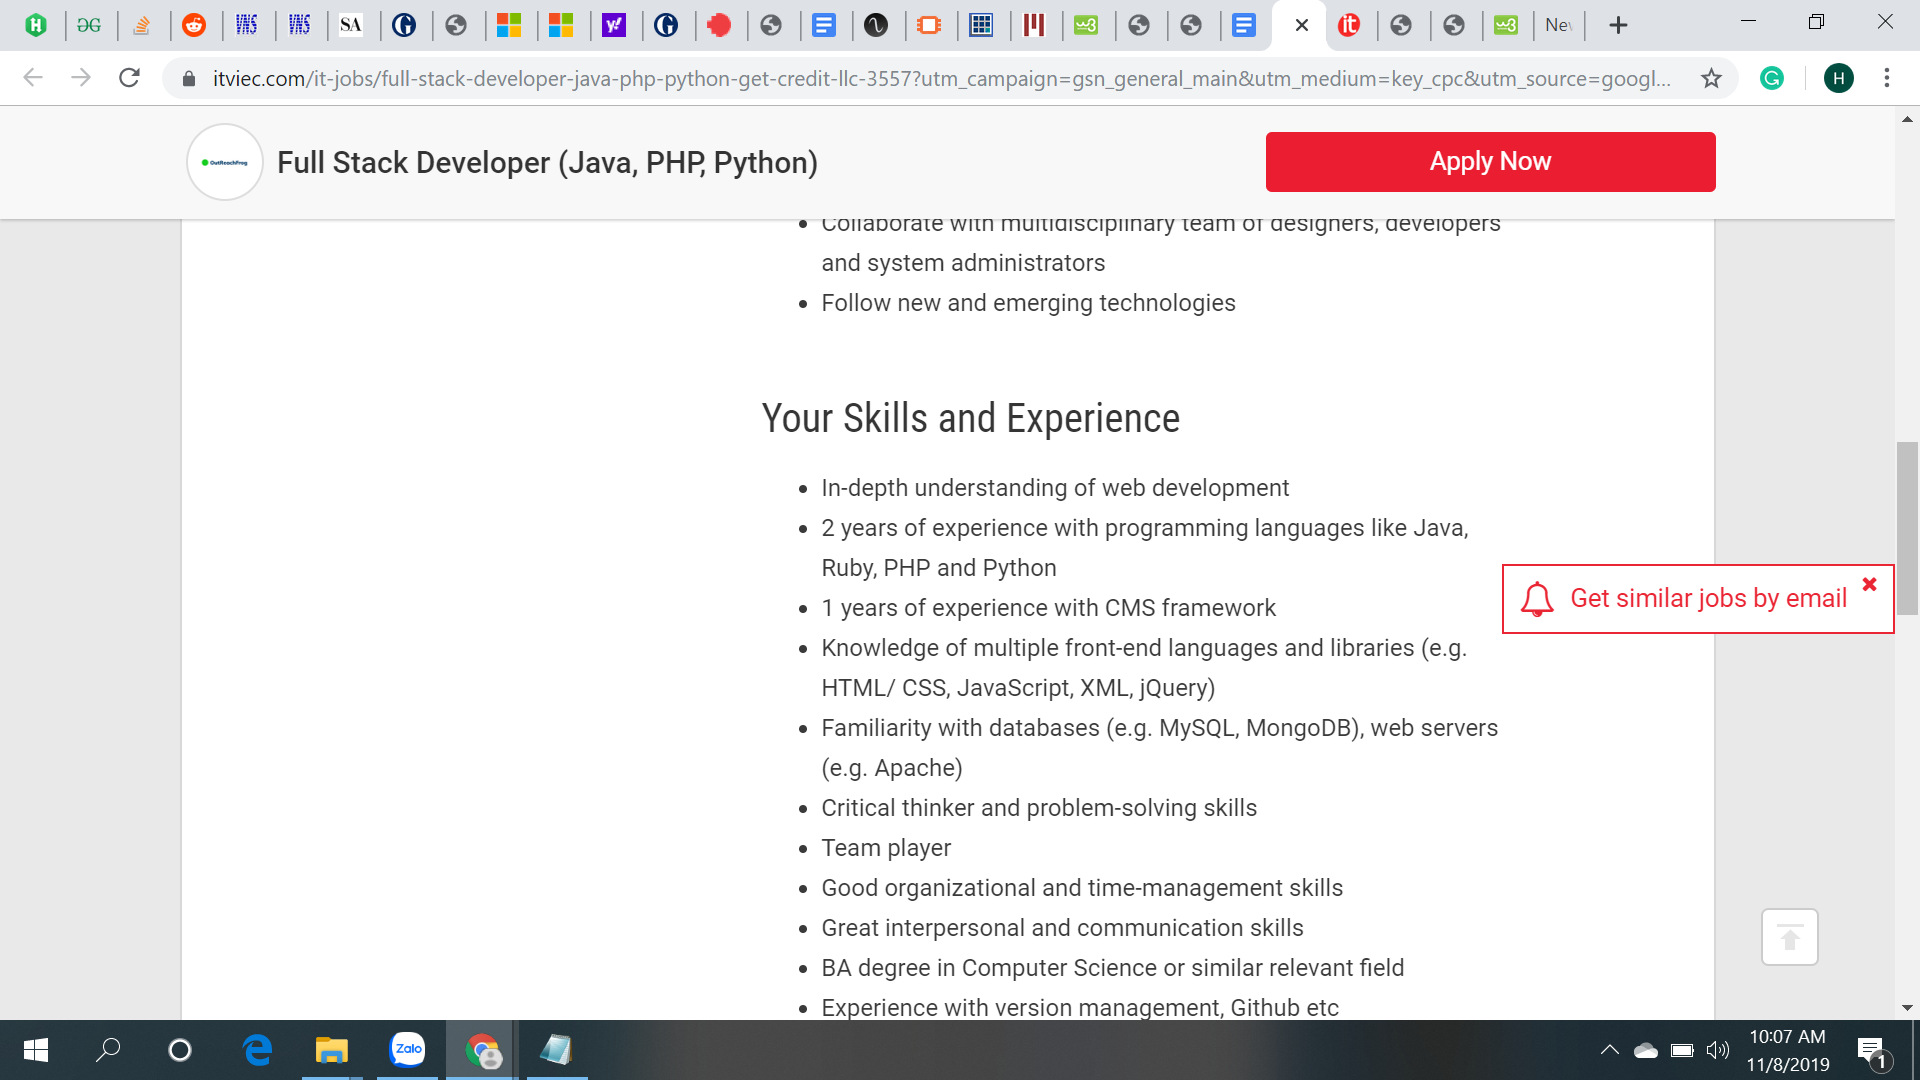 SA
Nev
itviec.com/it-jobs/full-stack-developer-java-php-python-get-credit-llc-3557?utm_campaign=gsn_general_main&utm_medium=key_cpc&utm_source=googl...
G
H
OutReachFrog
Full Stack Developer (Java, PHP, Python)
Apply Now
Collaborate with multidisciplinary team of designers, developers
and system administrators
Follow new and emerging technologies
Your Skills and Experience
In-depth understanding of web development
2 years of experience with programming languages like Java,
Ruby, PHP and Python
1 years of experience with CMS framework
Knowledge of multiple front-end languages and libraries (e.g.
HTML/ CSS, JavaScript, XML, jQuery)
Familiarity with databases (e.g. MySQL, MongoDB), web servers
(e.g. Apache)
Critical thinker and problem-solving skills
Team player
Good organizational and time-management skills
Great interpersonal and communication skills
BA degree in Computer Science or similar relevant field
Experience with version management, Github etc
Get similar jobs by email
Zalo
10:07 AM
11/8/2019
1